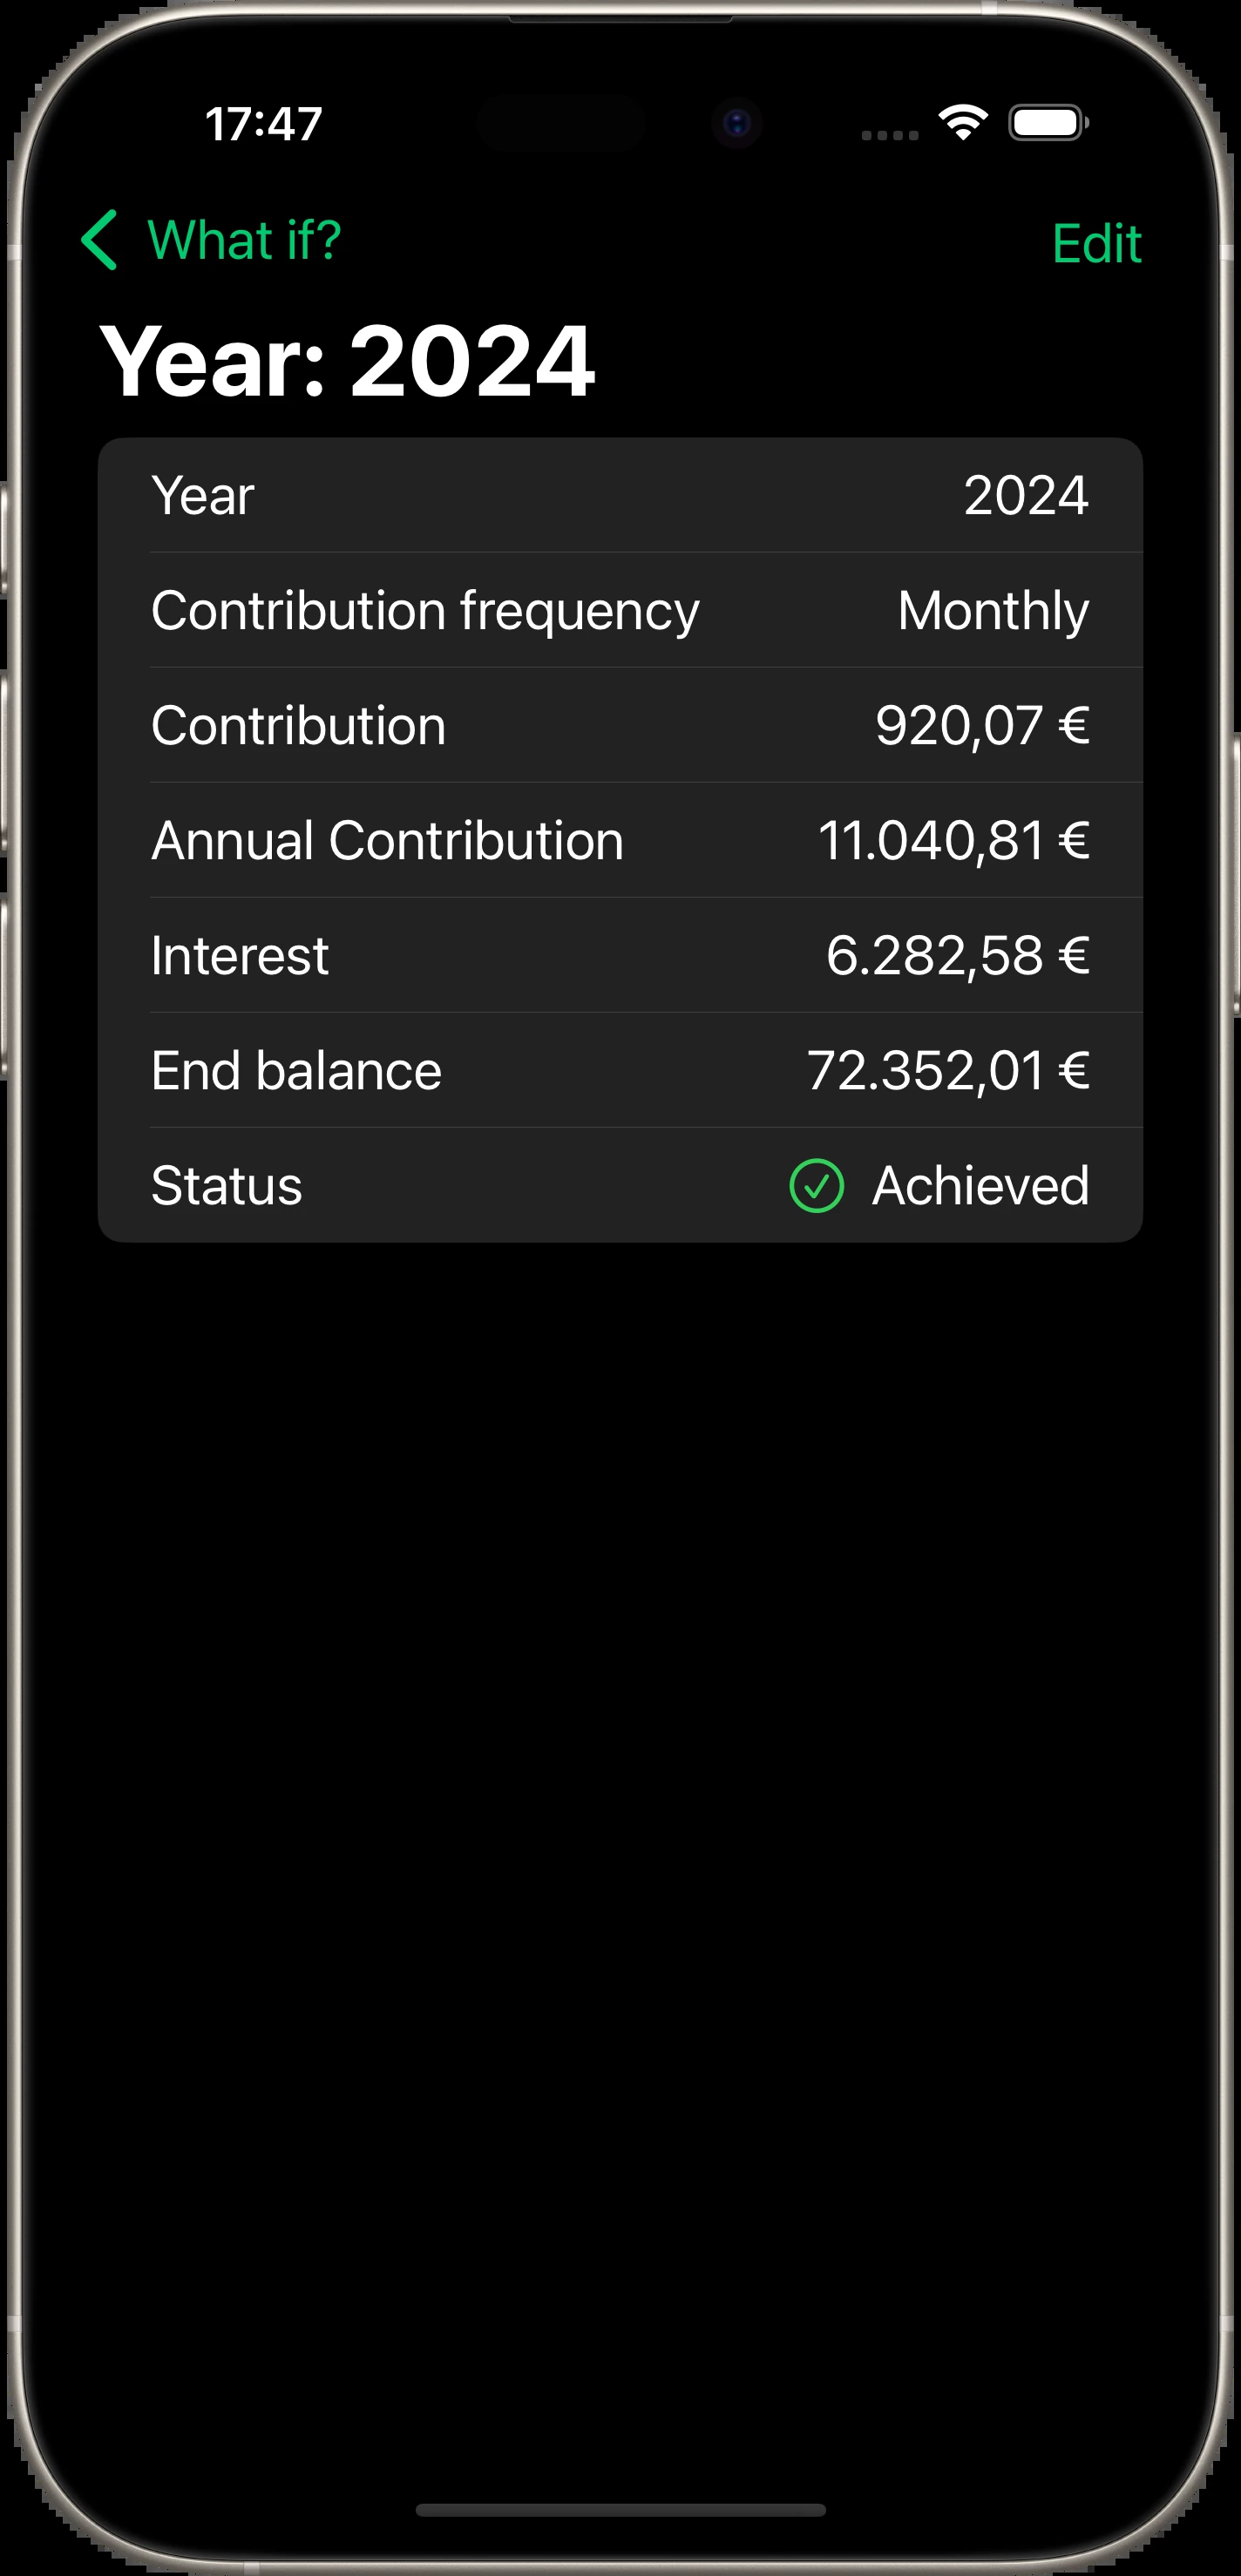 17:47
What if?
Edit
Year: 2024
Year 2024
Contribution frequency Monthly
Contribution 920,07 €
Annual Contribution 11.040,81 €
Interest 6.282,58 €
End balance 72.352,01 €
Status Achieved